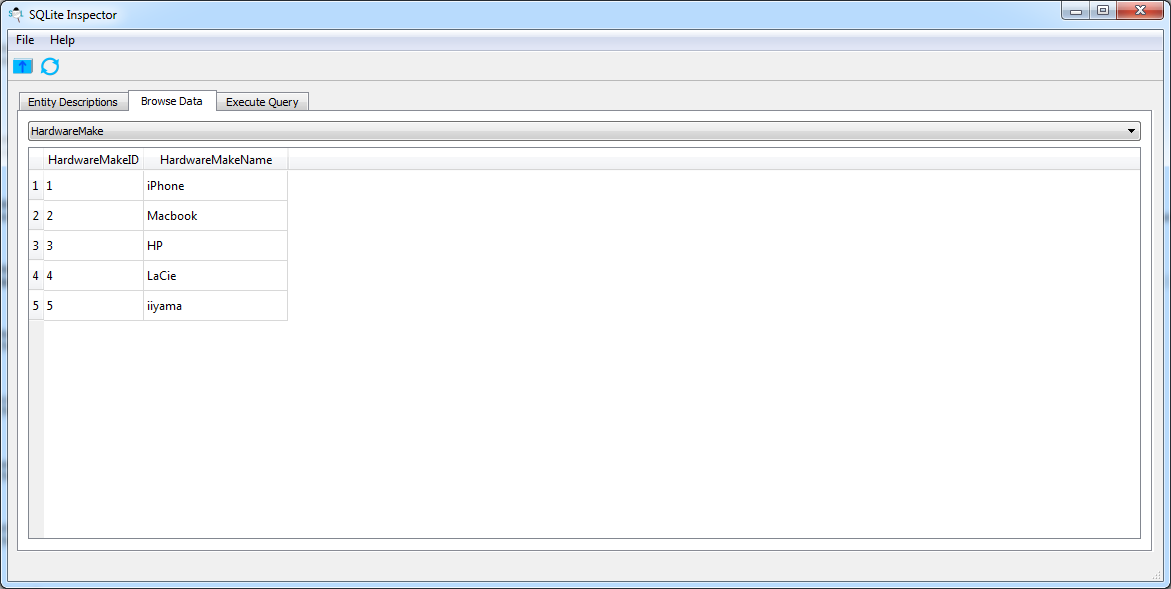 SQLite Inspector
File Help
Entity Descriptions Browse Data Execute Query
HardwareMake
HardwareMakeID HardwareMakeName
1 1 iPhone
2 2 Macbook
3 3 HP
4 4 LaCie
5 5 iiyama